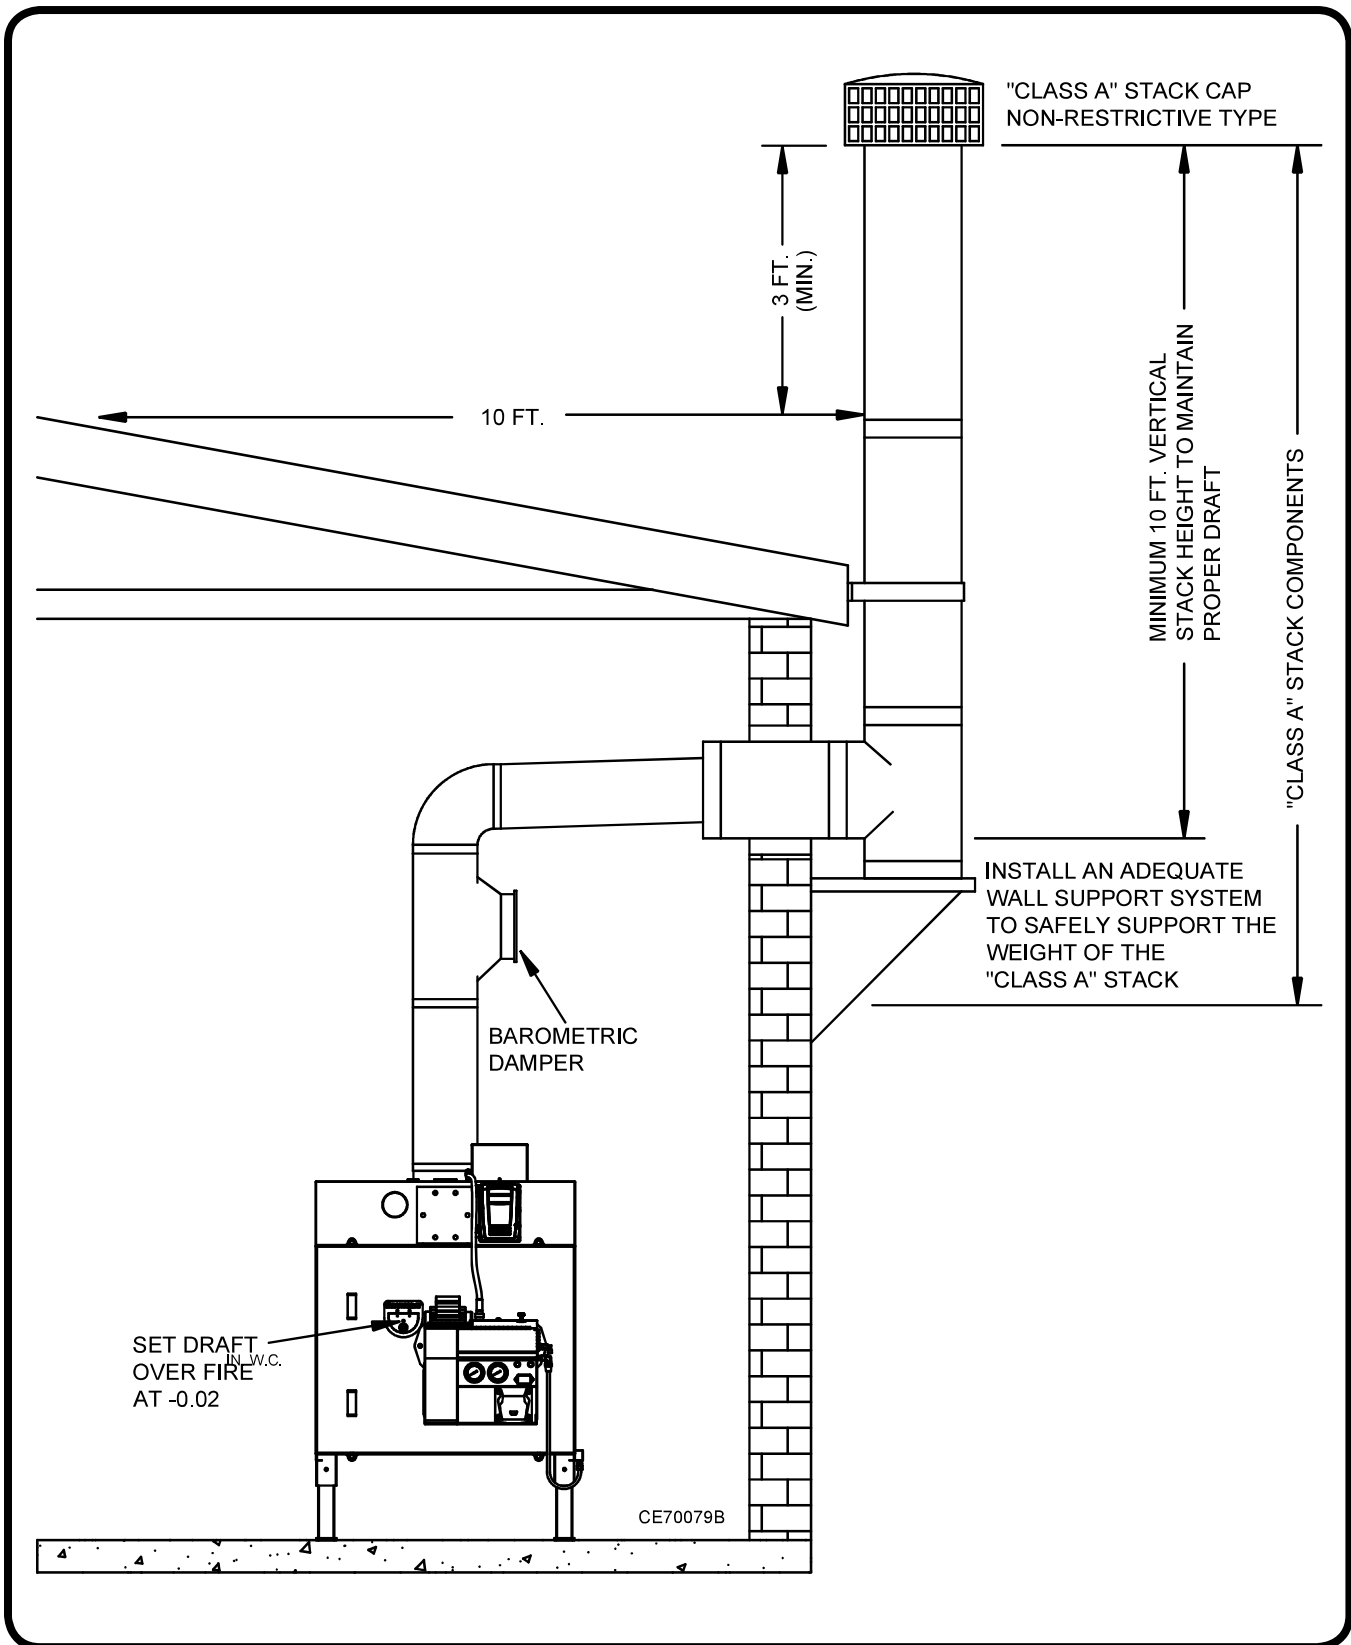 "CLASS A" STACK CAP
NON-RESTRICTIVE TYPE
3 FT.
(MIN.)
10 FT.
MINIMUM 10 FT. VERTICAL
STACK HEIGHT TO MAINTAIN
PROPER DRAFT
"CLASS A" STACK COMPONENTS
INSTALL AN ADEQUATE
WALL SUPPORT SYSTEM
TO SAFELY SUPPORT THE
WEIGHT OF THE
"CLASS A" STACK
BAROMETRIC
DAMPER
SET DRAFT
OVER FIRE IN W.C.
AT -0.02
CE70079B